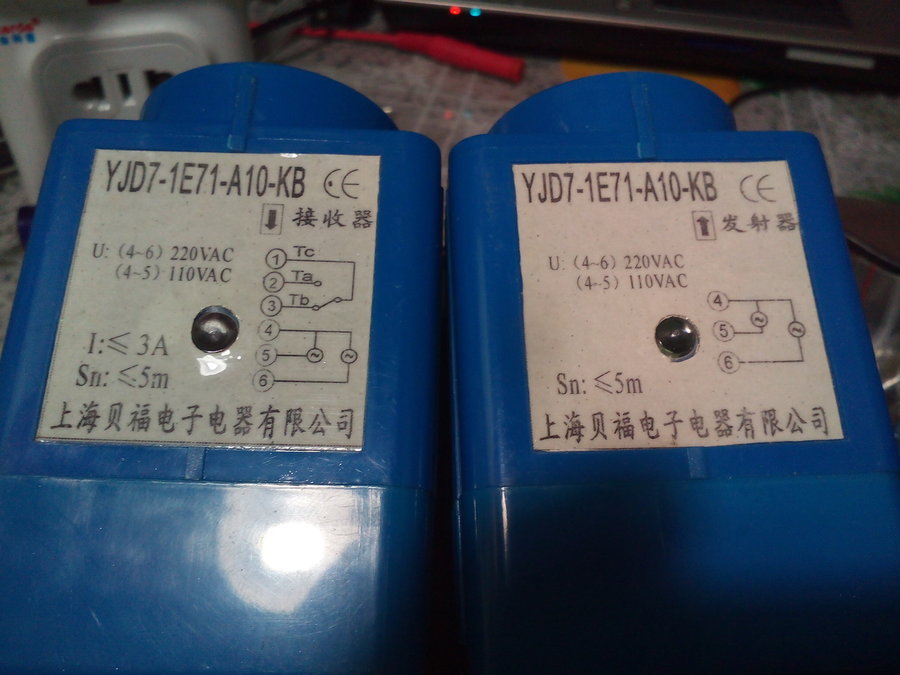 YJD7-1E71-A10-KB CE
接收器
U: (4~6) 220VAC
(4~5) 110VAC
① Tc
② Ta
③ Tb
④
⑤
⑥
I: ≤ 3A
Sn: ≤5m
上海贝福电子电器有限公司
YJD7-1E71-A10-KB CE
发射器
U: (4~6) 220VAC
(4~5) 110VAC
④
⑤
⑥
Sn: ≤5m
上海贝福电子电器有限公司